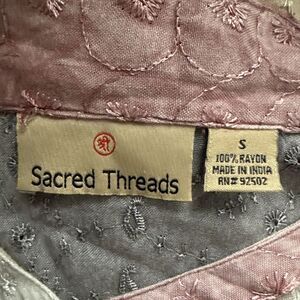 श्री
Sacred Threads
S
100% RAYON
MADE IN INDIA
RN# 92502